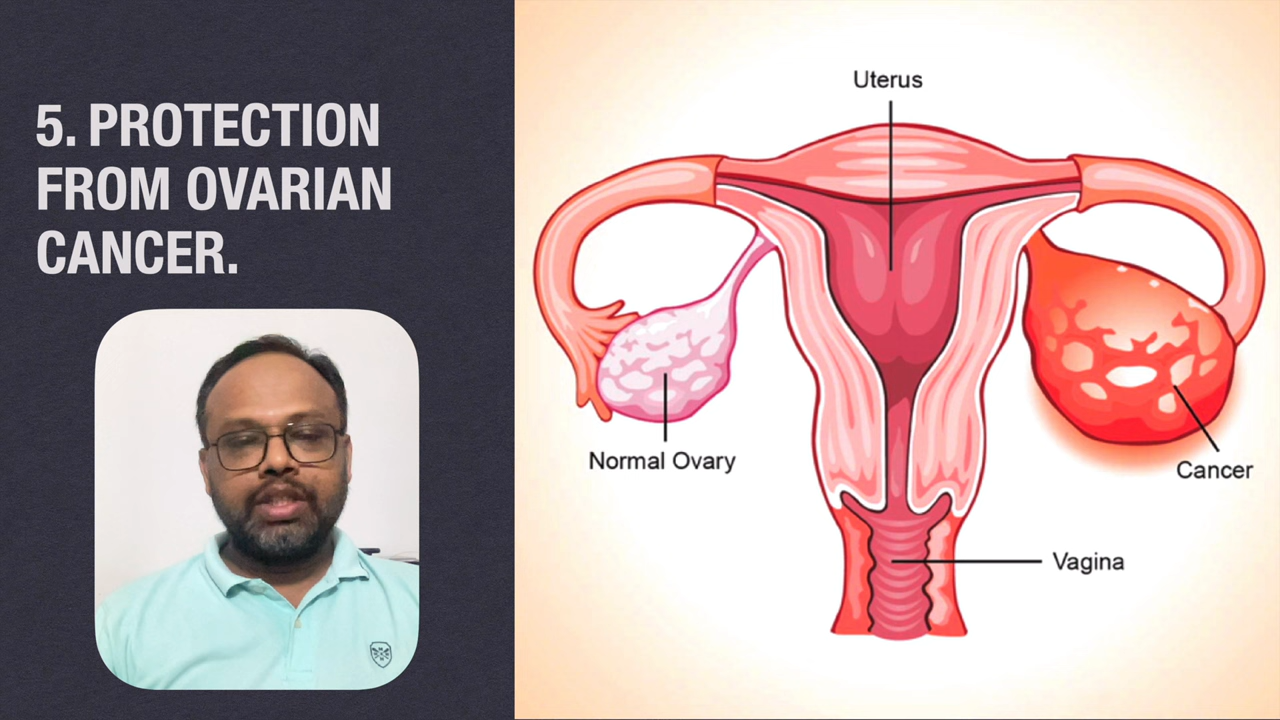 5. PROTECTION
FROM OVARIAN
CANCER.
Uterus
Normal Ovary
Cancer
Vagina